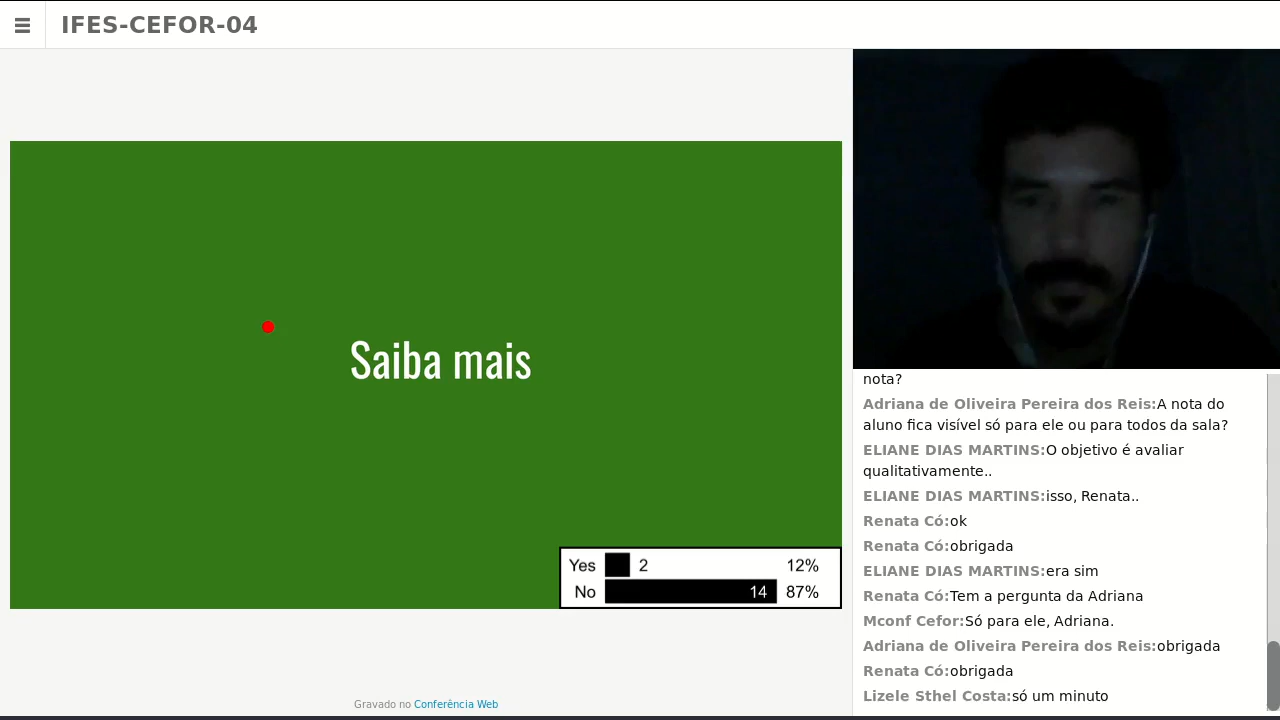 IFES-CEFOR-04
Saiba mais
Yes 2 12%
No 14 87%
Gravado no Conferência Web
nota?
Adriana de Oliveira Pereira dos Reis:A nota do
aluno fica visível só para ele ou para todos da sala?
ELIANE DIAS MARTINS:O objetivo é avaliar
qualitativamente..
ELIANE DIAS MARTINS:isso, Renata..
Renata Có:ok
Renata Có:obrigada
ELIANE DIAS MARTINS:era sim
Renata Có:Tem a pergunta da Adriana
Mconf Cefor:Só para ele, Adriana.
Adriana de Oliveira Pereira dos Reis:obrigada
Renata Có:obrigada
Lizele Sthel Costa:só um minuto